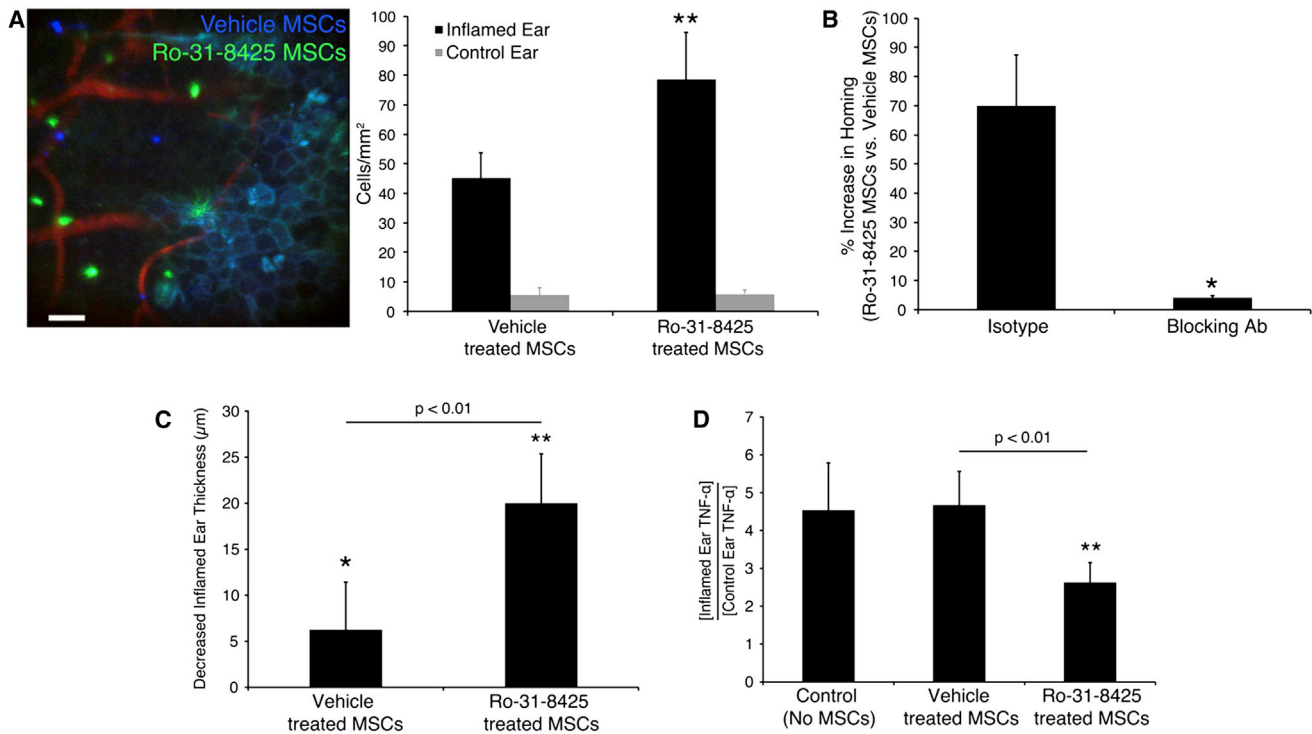 A
Vehicle MSCs
Ro-31-8425 MSCs
Cells/mm²
100
90
80
70
60
50
40
30
20
10
0
**
Inflamed Ear
Control Ear
Vehicle
treated MSCs
Ro-31-8425
treated MSCs
B
% Increase in Homing
(Ro-31-8425 MSCs vs. Vehicle MSCs)
100
90
80
70
60
50
40
30
20
10
0
*
Isotype
Blocking Ab
C
Decreased Inflamed Ear Thickness (µm)
30
25
20
15
10
5
0
p < 0.01
*
**
Vehicle
treated MSCs
Ro-31-8425
treated MSCs
D
[Inflamed Ear TNF-α]
[Control Ear TNF-α]
7
6
5
4
3
2
1
0
p < 0.01
**
Control
(No MSCs)
Vehicle
treated MSCs
Ro-31-8425
treated MSCs